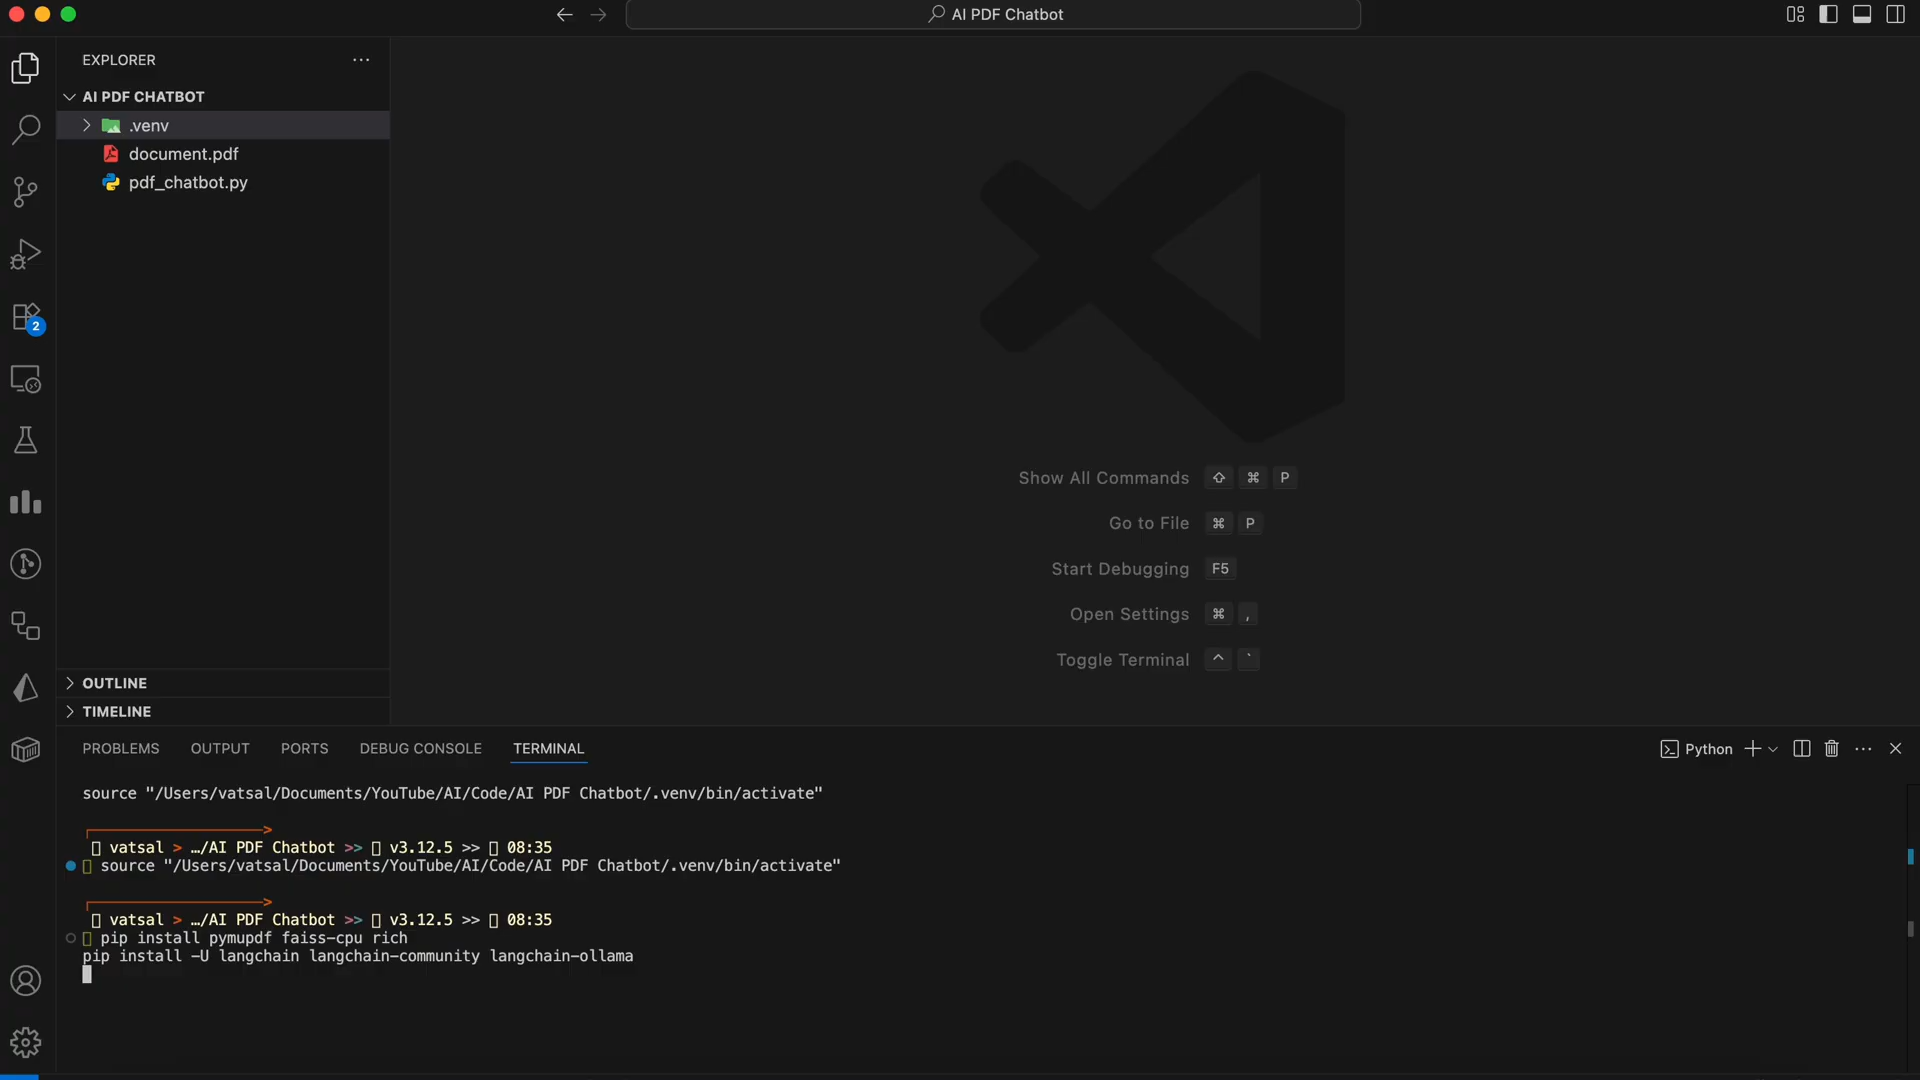 AI PDF Chatbot
EXPLORER
AI PDF CHATBOT
.venv
document.pdf
pdf_chatbot.py
2
Show All Commands ⇧ ⌘ P
Go to File ⌘ P
Start Debugging F5
Open Settings ⌘ ,
Toggle Terminal ^ `
OUTLINE
TIMELINE
PROBLEMS OUTPUT PORTS DEBUG CONSOLE TERMINAL
Python
source "/Users/vatsal/Documents/YouTube/AI/Code/AI PDF Chatbot/.venv/bin/activate"
vatsal > …/AI PDF Chatbot >> v3.12.5 >> 08:35
source "/Users/vatsal/Documents/YouTube/AI/Code/AI PDF Chatbot/.venv/bin/activate"
vatsal > …/AI PDF Chatbot >> v3.12.5 >> 08:35
pip install pymupdf faiss-cpu rich
pip install -U langchain langchain-community langchain-ollama